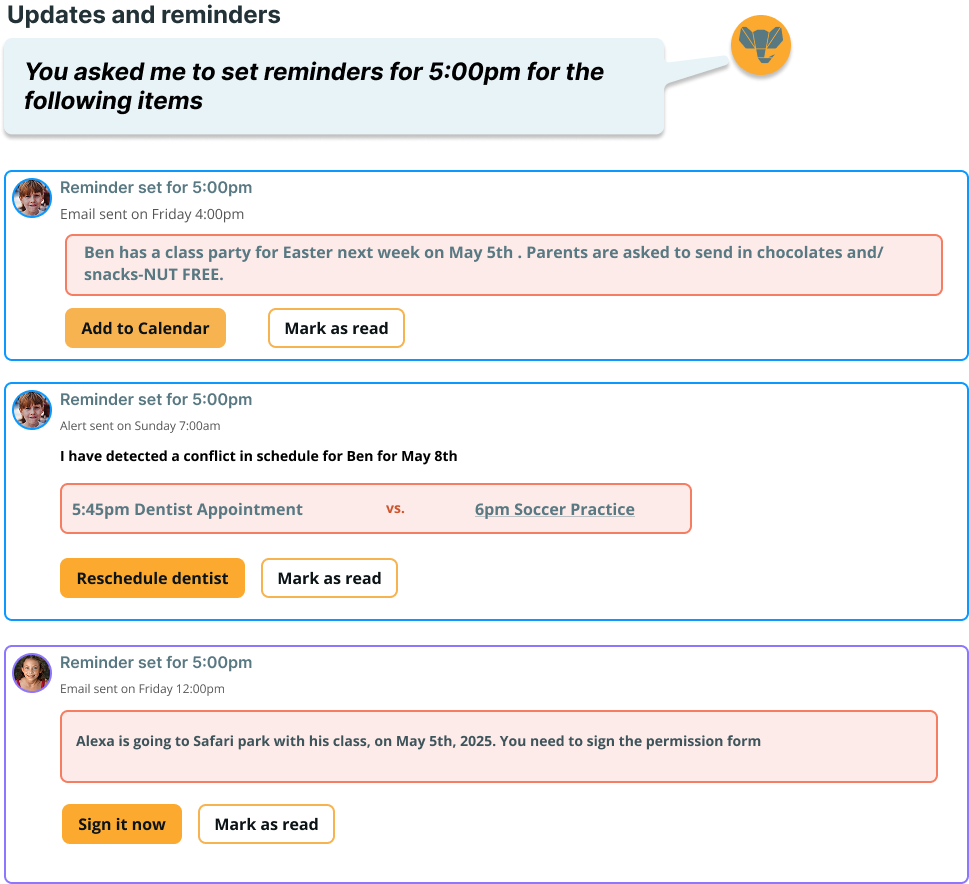 Updates and reminders
You asked me to set reminders for 5:00pm for the
following items
Reminder set for 5:00pm
Email sent on Friday 4:00pm
Ben has a class party for Easter next week on May 5th . Parents are asked to send in chocolates and/
snacks-NUT FREE.
Add to Calendar
Mark as read
Reminder set for 5:00pm
Alert sent on Sunday 7:00am
I have detected a conflict in schedule for Ben for May 8th
5:45pm Dentist Appointment vs. 6pm Soccer Practice
Reschedule dentist
Mark as read
Reminder set for 5:00pm
Email sent on Friday 12:00pm
Alexa is going to Safari park with his class, on May 5th, 2025. You need to sign the permission form
Sign it now
Mark as read